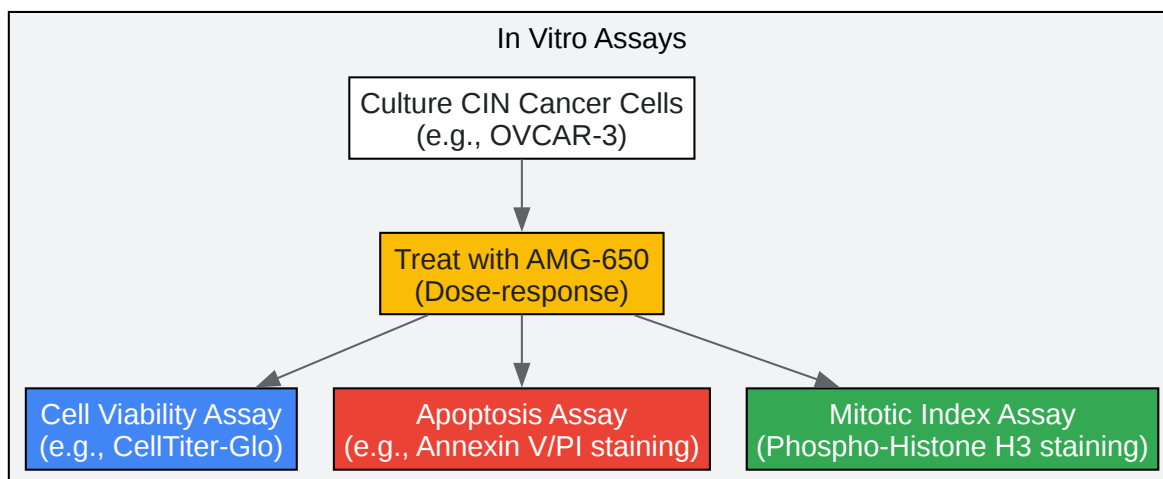 In Vitro Assays
Culture CIN Cancer Cells
(e.g., OVCAR-3)
Treat with AMG-650
(Dose-response)
Cell Viability Assay
(e.g., CellTiter-Glo)
Apoptosis Assay
(e.g., Annexin V/PI staining)
Mitotic Index Assay
(Phospho-Histone H3 staining)